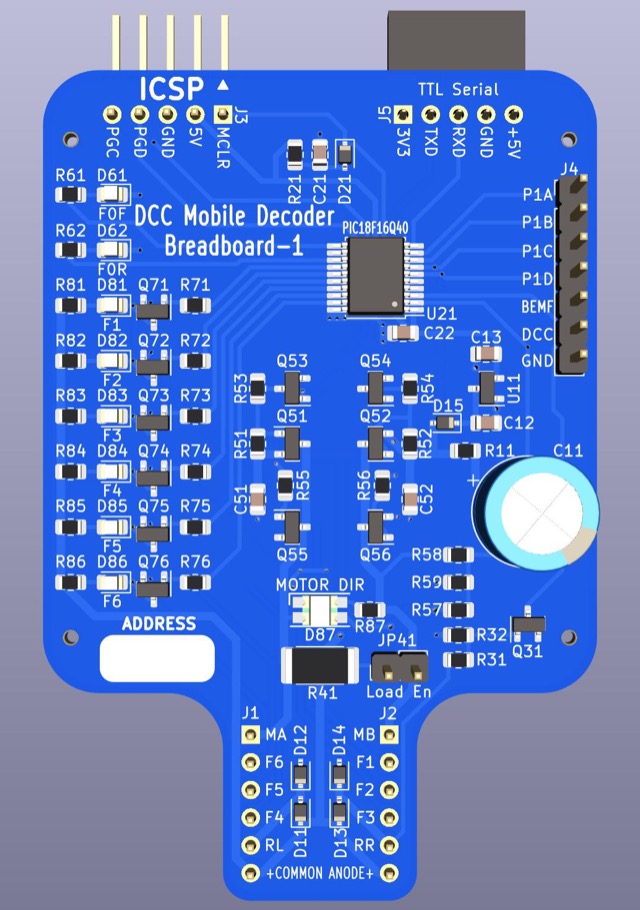 ICSP
PGC
PGD
GND
5V
MCLR
J3
TTL Serial
J5
3V3
TXD
RXD
GND
+5V
R21
C21
D21
J4
P1A
P1B
P1C
P1D
BEMF
DCC
GND
R61 D61
F0F
R62 D62
F0R
DCC Mobile Decoder
Breadboard-1
PIC18F16Q40
U21
C22
R81 D81 Q71 R71
F1
R82 D82 Q72 R72
F2
R83 D83 Q73 R73
F3
R84 D84 Q74 R74
F4
R85 D85 Q75 R75
F5
R86 D86 Q76 R76
F6
Q53 Q54
R53 R54
Q51 Q52
R51 R52
R55 R56
C51 C52
Q55 Q56
C13
U11
D15
C12
R11
C11
+
R58
R59
R57
R32
R31
Q31
MOTOR DIR
D87
R87
ADDRESS
JP41
R41
Load En
J1 J2
MA D12 D14 MB
F6 F1
F5 F2
F4 D11 D13 F3
RL RR
+COMMON ANODE+